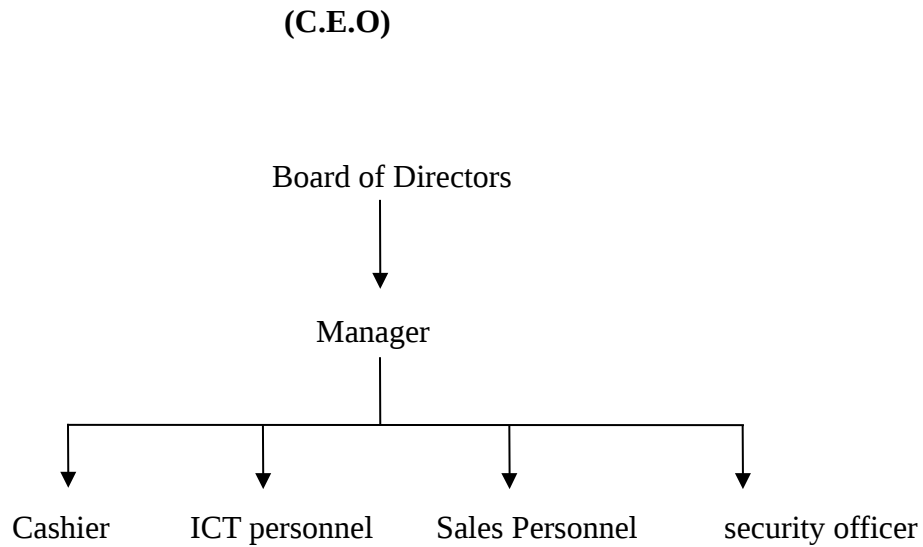 (C.E.O)
Board of Directors
Manager
Cashier ICT personnel Sales Personnel security officer